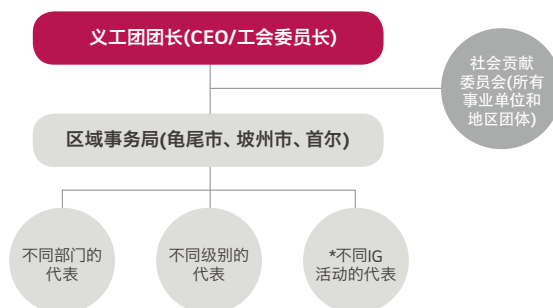 义工团团长(CEO/工会委员长)
社会贡献
委员会(所有
事业单位和
地区团体)
区域事务局(龟尾市、坡州市、首尔)
不同部门的
代表
不同级别的
代表
*不同IG
活动的代表